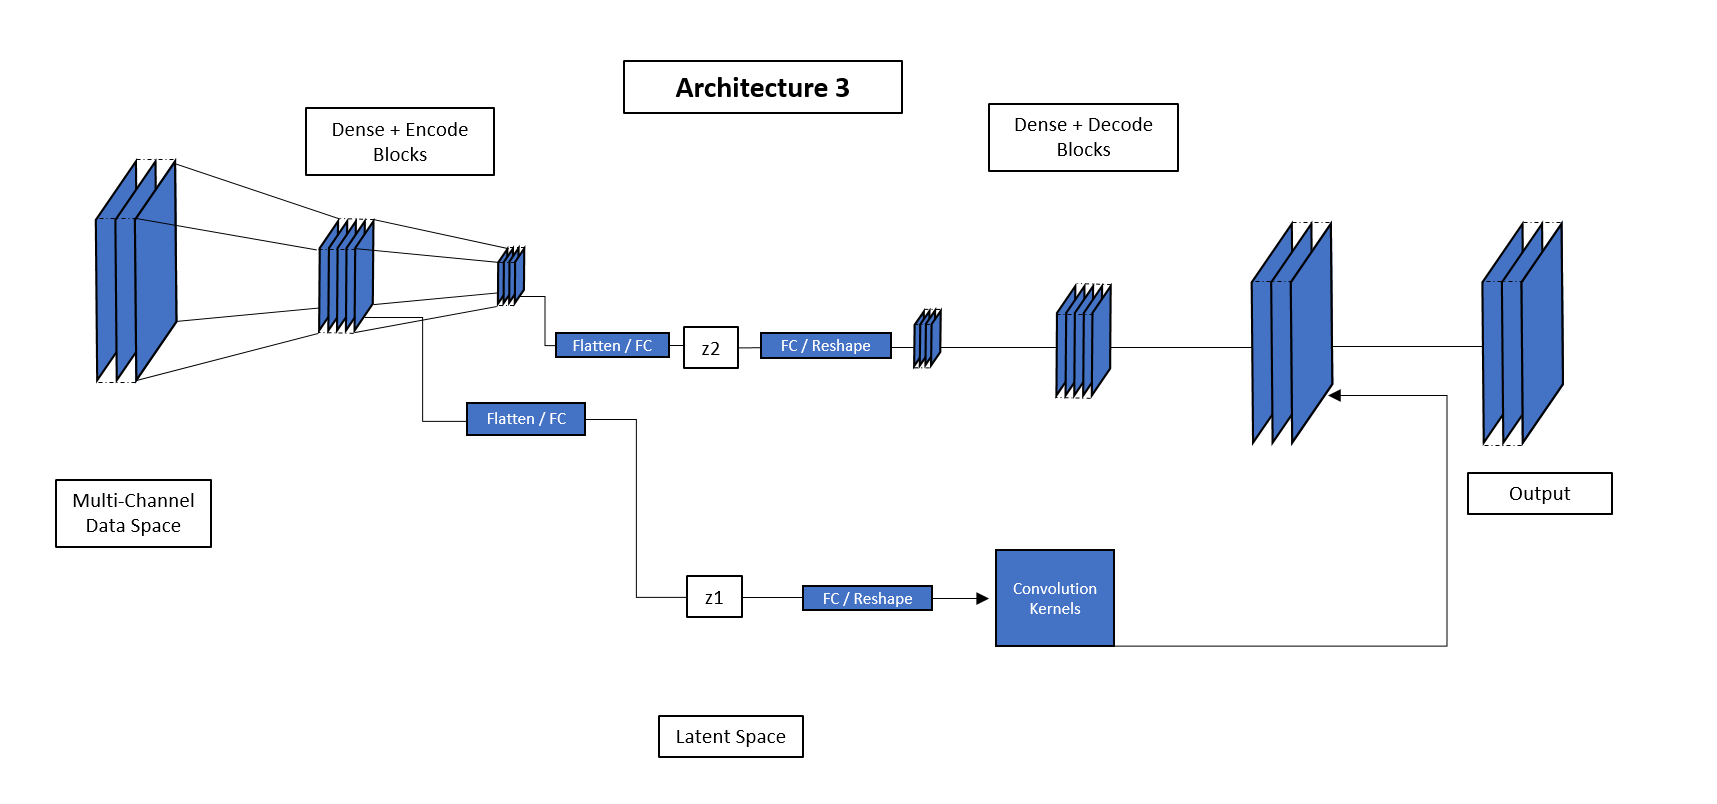 Architecture 3
Dense + Encode
Blocks
Dense + Decode
Blocks
Flatten / FC
z2
FC / Reshape
Flatten / FC
Multi-Channel
Data Space
Output
z1
FC / Reshape
Convolution
Kernels
Latent Space